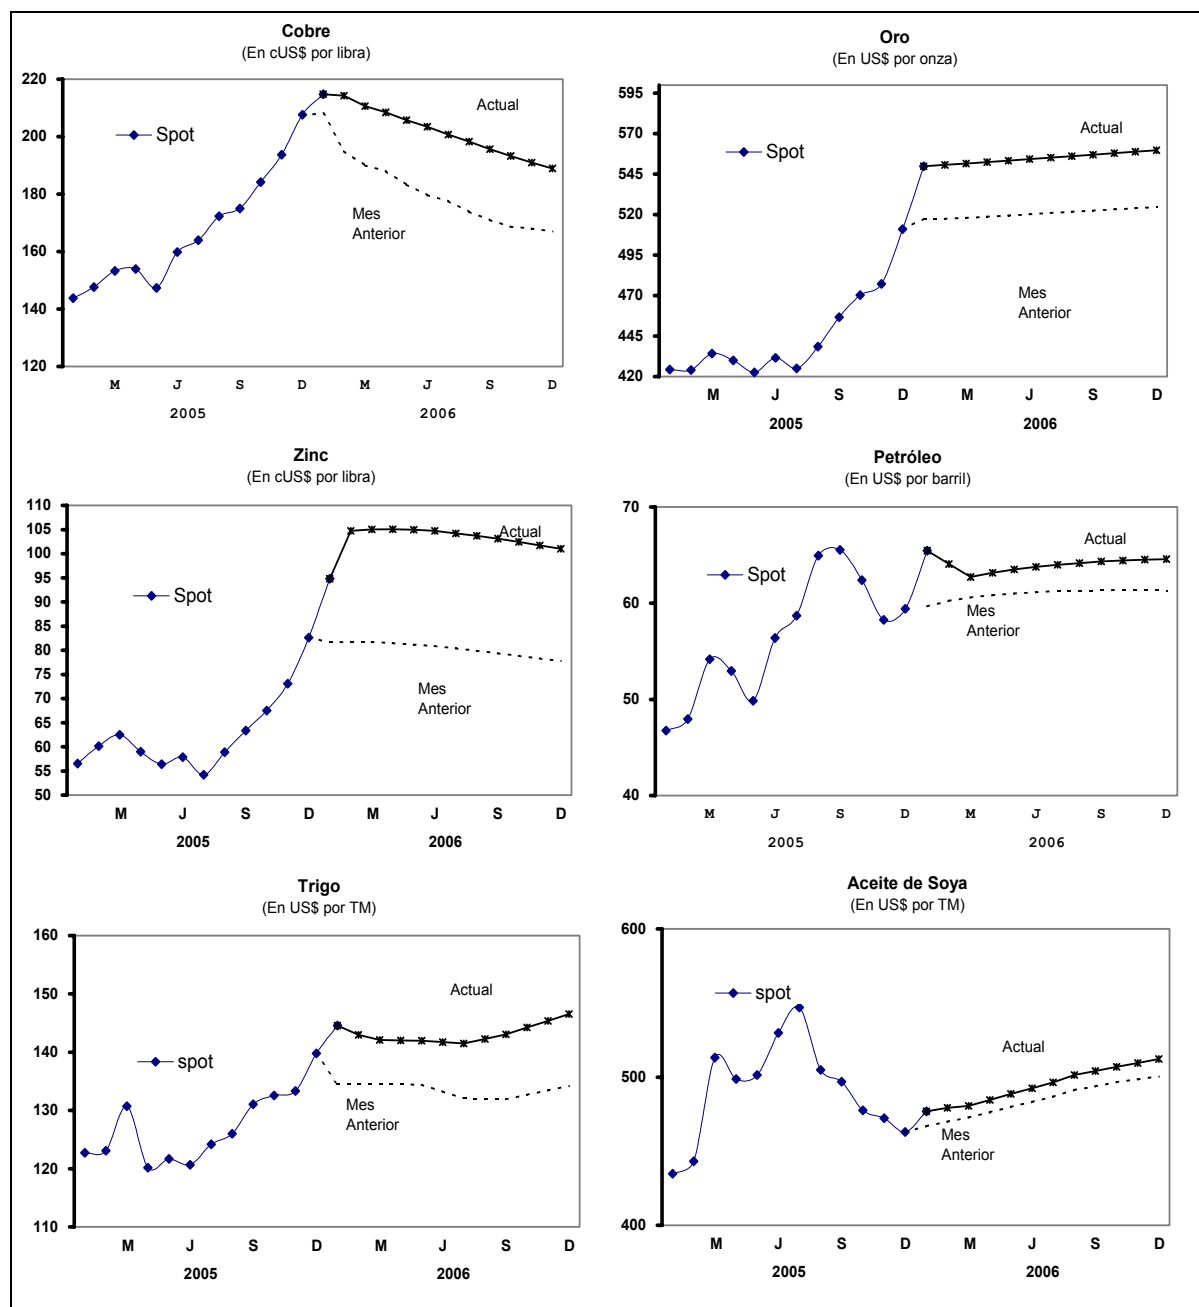 Cobre
(En cUS$ por libra)
220
200
180
160
140
120
Spot
Actual
Mes
Anterior
M J S D M J S D
2005 2006
Oro
(En US$ por onza)
595
570
545
520
495
470
445
420
Spot
Actual
Mes
Anterior
M J S D M J S D
2005 2006
Zinc
(En cUS$ por libra)
110
105
100
95
90
85
80
75
70
65
60
55
50
Spot
Actual
Mes
Anterior
M J S D M J S D
2005 2006
Petróleo
(En US$ por barril)
70
60
50
40
Spot
Actual
Mes
Anterior
M J S D M J S D
2005 2006
Trigo
(En US$ por TM)
160
150
140
130
120
110
spot
Actual
Mes
Anterior
M J S D M J S D
2005 2006
Aceite de Soya
(En US$ por TM)
600
500
400
spot
Actual
Mes
Anterior
M J S D M J S D
2005 2006